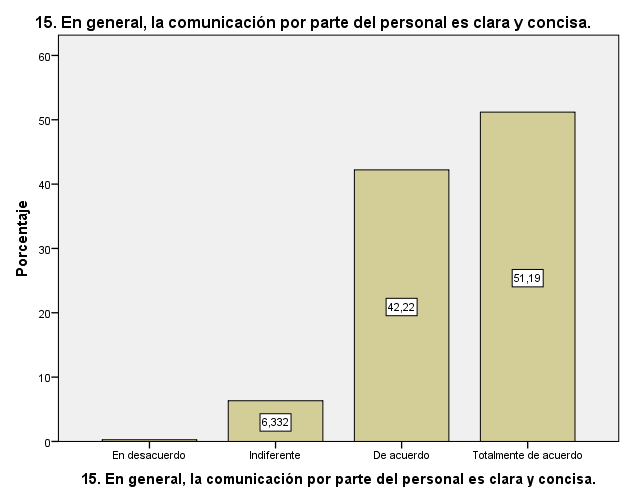 15. En general, la comunicación por parte del personal es clara y concisa.
Porcentaje
60
50
40
30
20
10
0
6,332
42,22
51,19
En desacuerdo
Indiferente
De acuerdo
Totalmente de acuerdo
15. En general, la comunicación por parte del personal es clara y concisa.